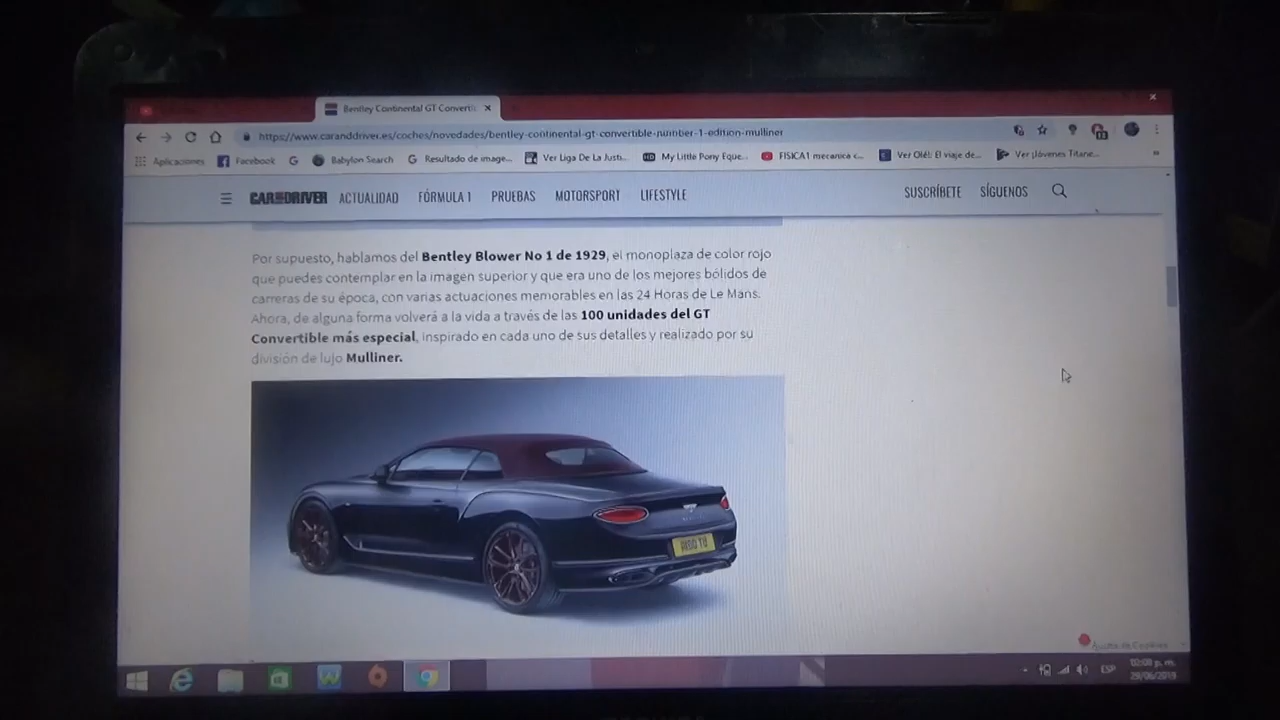 Bentley Continental GT Converti
https://www.caranddriver.es/coches/novedades/bentley-continental-gt-convertible-number-1-edition-mulliner
Aplicaciones Facebook Babylon Search Resultado de image... Ver Liga De La Justi... My Little Pony Eque... FISICA1 mecanica c... Ver Olé!: El viaje de... Ver ¡Jóvenes Titane...
CAR AND DRIVER ACTUALIDAD FÓRMULA 1 PRUEBAS MOTORSPORT LIFESTYLE SUSCRÍBETE SÍGUENOS
Por supuesto, hablamos del Bentley Blower No 1 de 1929, el monoplaza de color rojo
que puedes contemplar en la imagen superior y que era uno de los mejores bólidos de
carreras de su época, con varias actuaciones memorables en las 24 Horas de Le Mans.
Ahora, de alguna forma volverá a la vida a través de las 100 unidades del GT
Convertible más especial, inspirado en cada uno de sus detalles y realizado por su
división de lujo Mulliner.
ESP 02:08 p. m.
29/06/2019